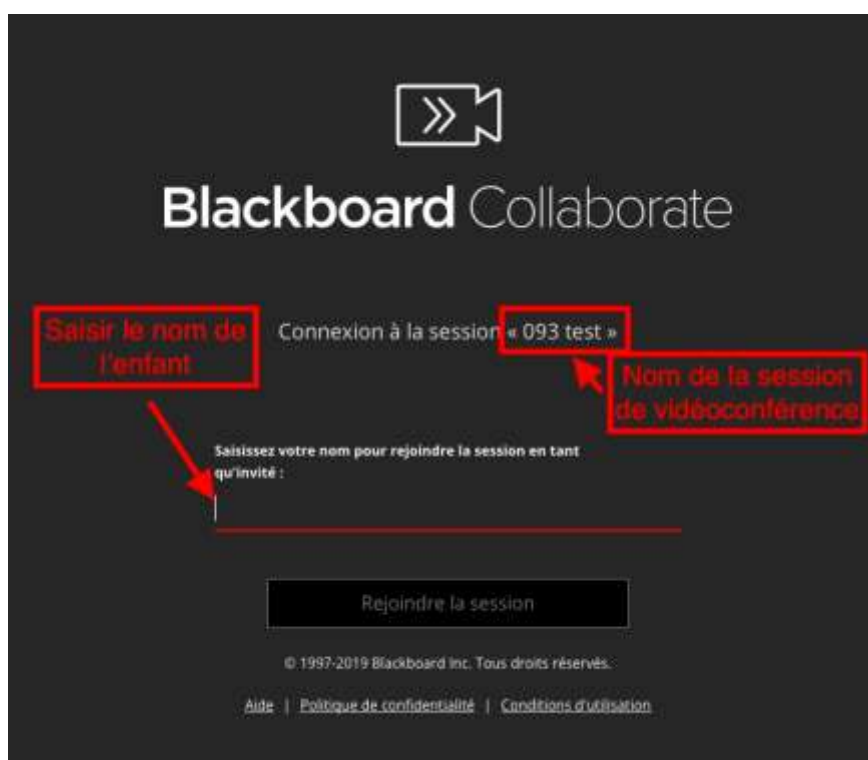 Blackboard Collaborate
Saisir le nom de
l'enfant
Connexion à la session « 093 test »
Nom de la session
de vidéoconférence
Saisissez votre nom pour rejoindre la session en tant
qu'invité :
Rejoindre la session
© 1997-2019 Blackboard Inc. Tous droits réservés.
Aide | Politique de confidentialité | Conditions d'utilisation